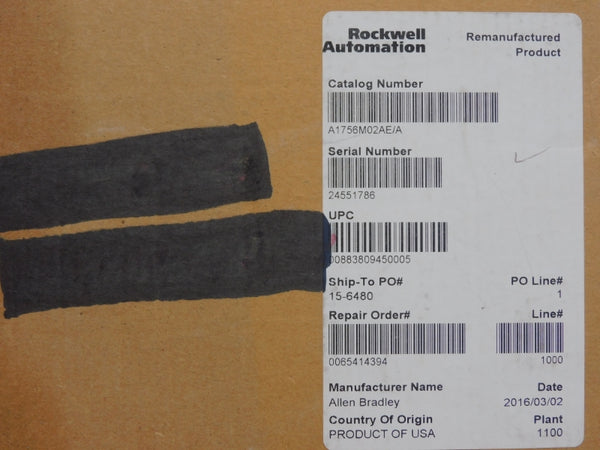 Rockwell Automation
Remanufactured Product
Catalog Number
A1756M02AE/A
Serial Number
24551786
UPC
00883809450005
Ship-To PO# PO Line#
15-6480 1
Repair Order# Line#
0065414394 1000
Manufacturer Name Date
Allen Bradley 2016/03/02
Country Of Origin Plant
PRODUCT OF USA 1100